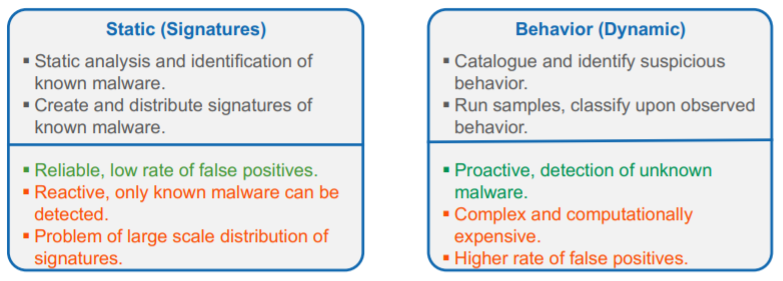 Static (Signatures)
▪ Static analysis and identification of
known malware.
▪ Create and distribute signatures of
known malware.
▪ Reliable, low rate of false positives.
▪ Reactive, only known malware can be
detected.
▪ Problem of large scale distribution of
signatures.
Behavior (Dynamic)
▪ Catalogue and identify suspicious
behavior.
▪ Run samples, classify upon observed
behavior.
▪ Proactive, detection of unknown
malware.
▪ Complex and computationally
expensive.
▪ Higher rate of false positives.